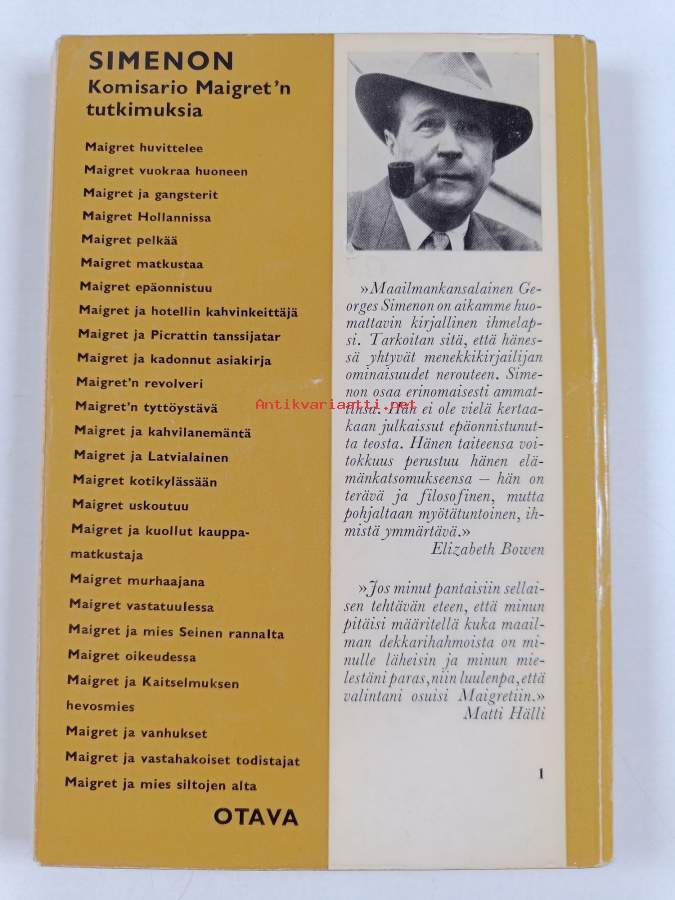 SIMENON
Komisario Maigret'n
tutkimuksia
Maigret huvittelee
Maigret vuokraa huoneen
Maigret ja gangsterit
Maigret Hollannissa
Maigret pelkää
Maigret matkustaa
Maigret epäonnistuu
Maigret ja hotellin kahvinkeittäjä
Maigret ja Picrattin tanssijatar
Maigret ja kadonnut asiakirja
Maigret'n revolveri
Maigret'n tyttöystävä
Maigret ja kahvilanemäntä
Maigret ja Latvialainen
Maigret kotikylässään
Maigret uskoutuu
Maigret ja kuollut kauppa-
matkustaja
Maigret murhaajana
Maigret vastatuulessa
Maigret ja mies Seinen rannalta
Maigret oikeudessa
Maigret ja Kaitselmuksen
hevosmies
Maigret ja vanhukset
Maigret ja vastahakoiset todistajat
Maigret ja mies siltojen alta
OTAVA
»Maailmankansalainen Ge-
orges Simenon on aikamme huo-
mattavin kirjallinen ihmelap-
si. Tarkoitan sitä, että hänes-
sä yhtyvät menekkikirjailijan
ominaisuudet nerouteen. Sime-
non osaa erinomaisesti ammat-
tinsa. Hän ei ole vielä kertaa-
kaan julkaissut epäonnistunut-
ta teosta. Hänen taiteensa voi-
tokkuus perustuu hänen elä-
mänkatsomukseensa — hän on
terävä ja filosofinen, mutta
pohjaltaan myötätuntoinen, ih-
mistä ymmärtävä.»
Elizabeth Bowen
»Jos minut pantaisiin sellai-
sen tehtävän eteen, että minun
pitäisi määritellä kuka maail-
man dekkarihahmoista on mi-
nulle läheisin ja minun mie-
lestäni paras, niin luulenpa, että
valintani osuisi Maigretiin.»
Matti Hälli
1
Antikvariaatti.net